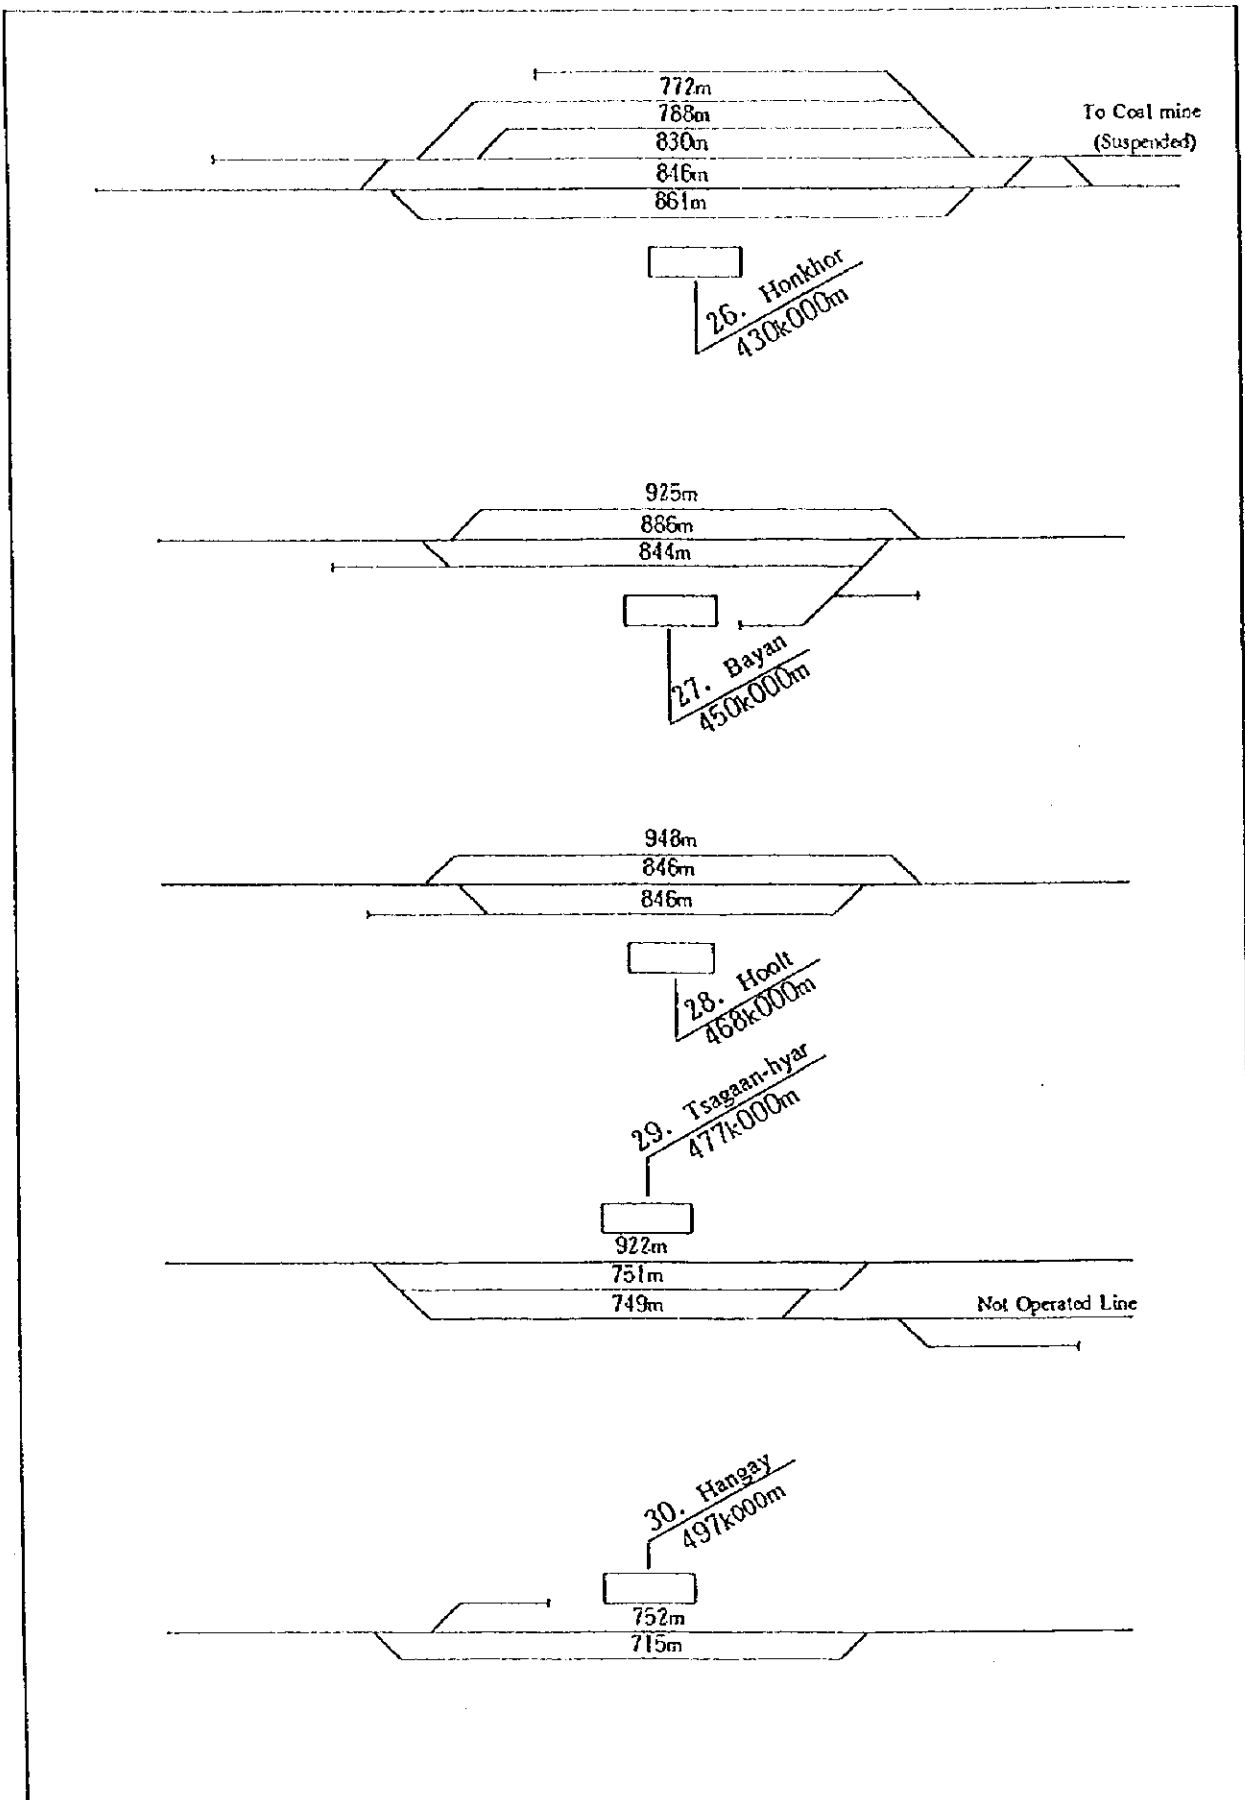 772m
788m
To Coal mine
830m
(Suspended)
846m
861m
26. Honkhor
430k000m
925m
886m
844m
27. Bayan
450k000m
948m
846m
846m
28. Hoolt
468k000m
29. Tsagaan-hyar
477k000m
922m
751m
749m
Not Operated Line
30. Hangay
497k000m
752m
715m